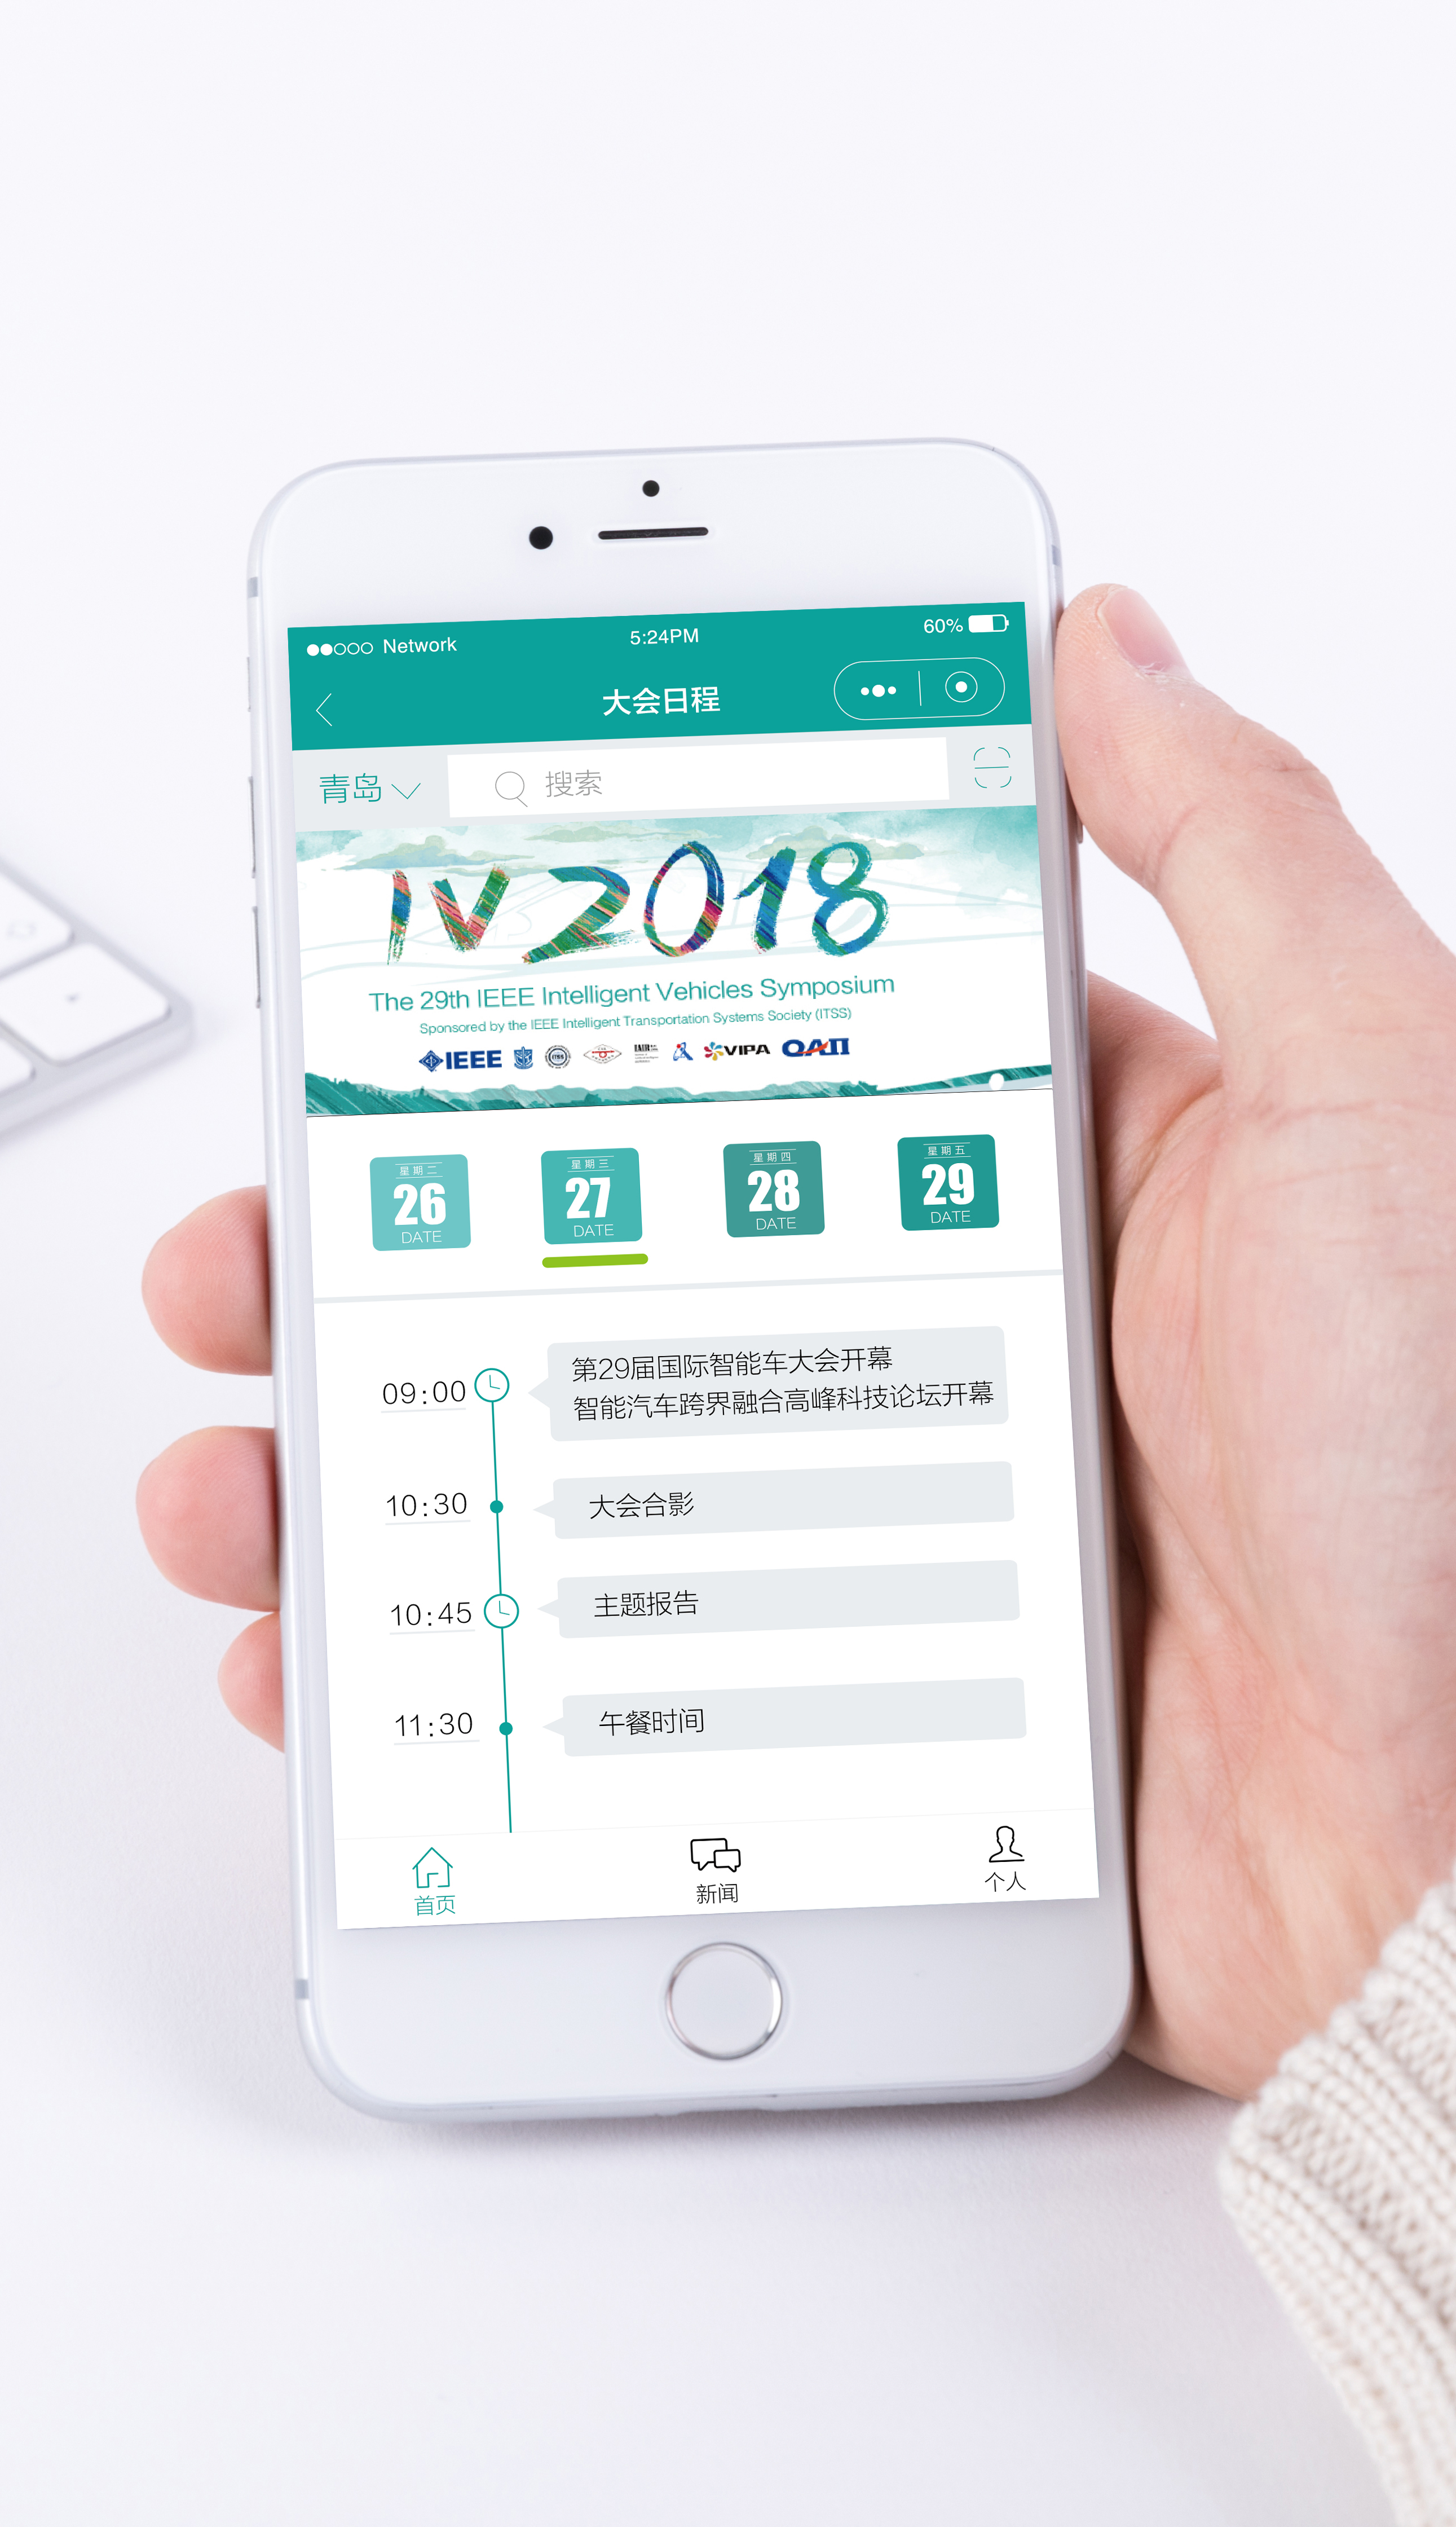 Network
5:24PM
60%
大会日程
青岛
搜索
IV2018
The 29th IEEE Intelligent Vehicles Symposium
Sponsored by the IEEE Intelligent Transportation Systems Society (ITSS)
IEEE
VIPA
星期二
26
DATE
星期三
27
DATE
星期四
28
DATE
星期五
29
DATE
09:00
第29届国际智能车大会开幕
智能汽车跨界融合高峰科技论坛开幕
10:30
大会合影
10:45
主题报告
11:30
午餐时间
首页
新闻
个人